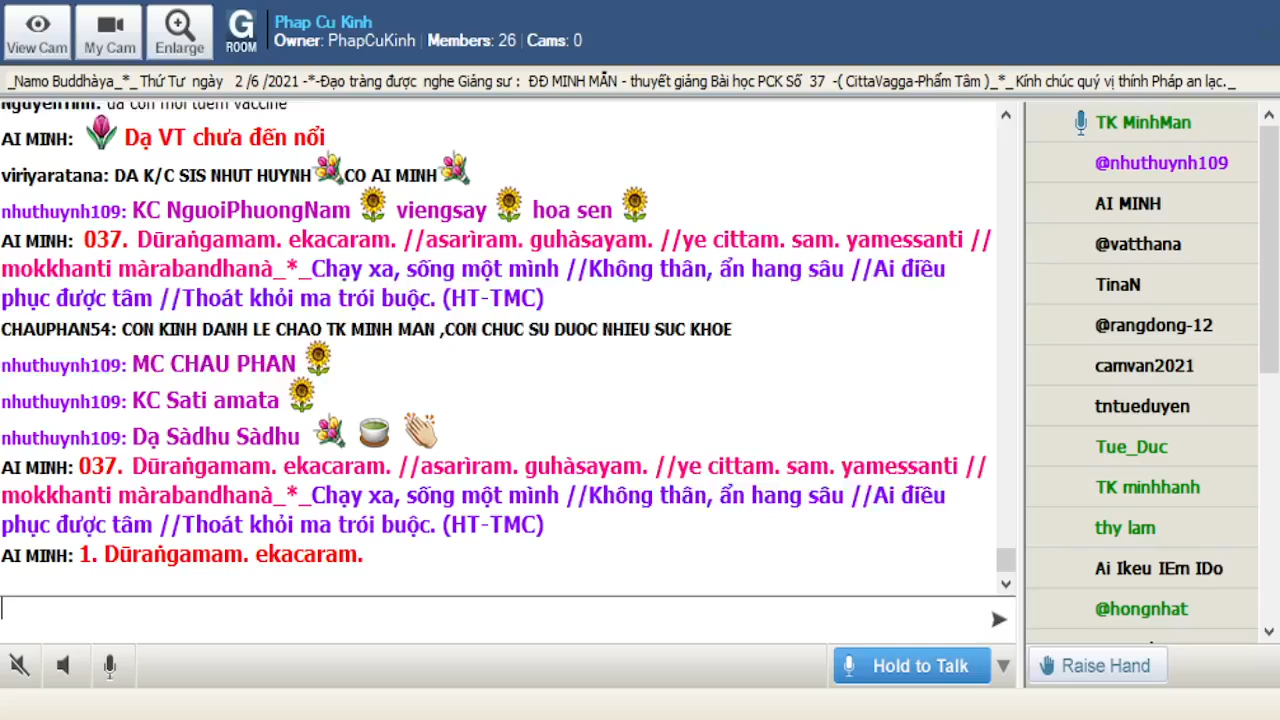 Phap Cu Kinh
Owner: PhapCuKinh | Members: 26 | Cams: 0
View Cam
My Cam
Enlarge
G
ROOM
_Namo Buddhàya_*_ Thứ Tư ngày 2 /6 /2021 -*-Đạo tràng được nghe Giảng sư : ĐĐ MINH MẪN - thuyết giảng Bài học PCK Số 37 -( CittaVagga-Phẩm Tâm )_*_ Kính chúc quý vị thính Pháp an lạc._
AI MINH: Dạ VT chưa đến nổi
viriyaratana: DA K/C SIS NHUT HUYNH CO AI MINH
nhuthuynh109: KC NguoiPhuongNam viengsay hoa sen
AI MINH: 037. Dūraṅgamam. ekacaram. //asarìram. guhàsayam. //ye cittam. sam. yamessanti //
mokkhanti màrabandhanà_*_Chạy xa, sống một mình //Không thân, ẩn hang sâu //Ai điều
phục được tâm //Thoát khỏi ma trói buộc. (HT-TMC)
CHAUPHAN54: CON KINH DANH LE CHAO TK MINH MAN ,CON CHUC SU DUOC NHIEU SUC KHOE
nhuthuynh109: MC CHAU PHAN
nhuthuynh109: KC Sati amata
nhuthuynh109: Dạ Sàdhu Sàdhu
AI MINH: 037. Dūraṅgamam. ekacaram. //asarìram. guhàsayam. //ye cittam. sam. yamessanti //
mokkhanti màrabandhanà_*_Chạy xa, sống một mình //Không thân, ẩn hang sâu //Ai điều
phục được tâm //Thoát khỏi ma trói buộc. (HT-TMC)
AI MINH: 1. Dūraṅgamam. ekacaram.
TK MinhMan
@nhuthuynh109
AI MINH
@vatthana
TinaN
@rangdong-12
camvan2021
tntueduyen
Tue_Duc
TK minhhanh
thy lam
Ai Ikeu IEm IDo
@hongnhat
Hold to Talk
Raise Hand